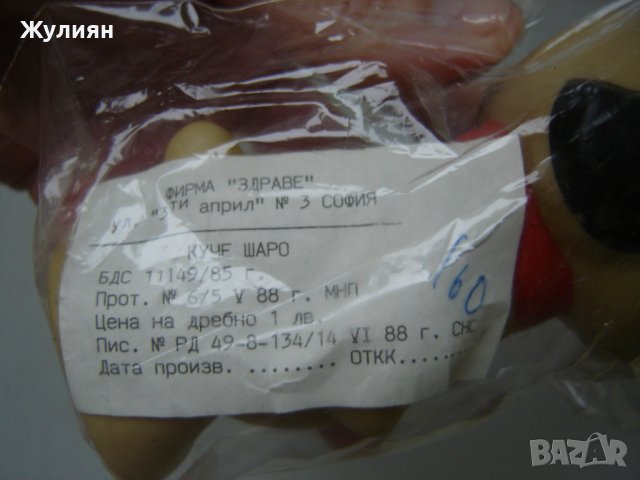 Жулиян
ФИРМА "ЗДРАВЕ"
ул. "3ти април" № 3 СОФИЯ
КУЧЕ ШАРО
БДС 11149/85 г.
Прот. № 6/5 V 88 г. МНП
Цена на дребно 1 лв.
Пис. № РД 49-8-134/14 VI 88 г. СНС
Дата произв. ........ ОТКК........
160
BAZAR